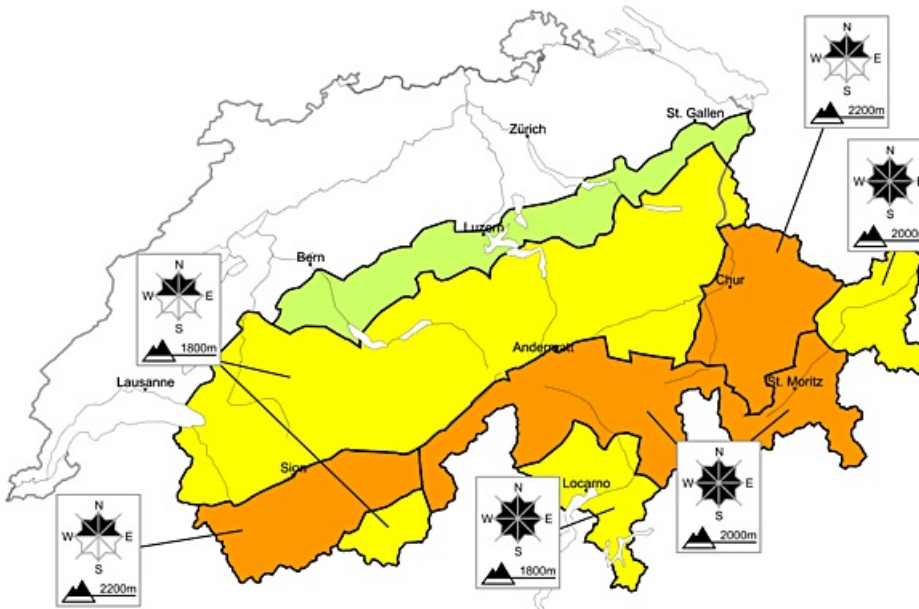 N
W E
S
2200m
St. Gallen
Zürich
N
W E
S
2000m
Luzern
Bern
N
W E
S
1800m
Chur
Andermatt
Lausanne
St. Moritz
Sion
Locarno
N
W E
S
2000m
N
W E
S
1800m
N
W E
S
2200m